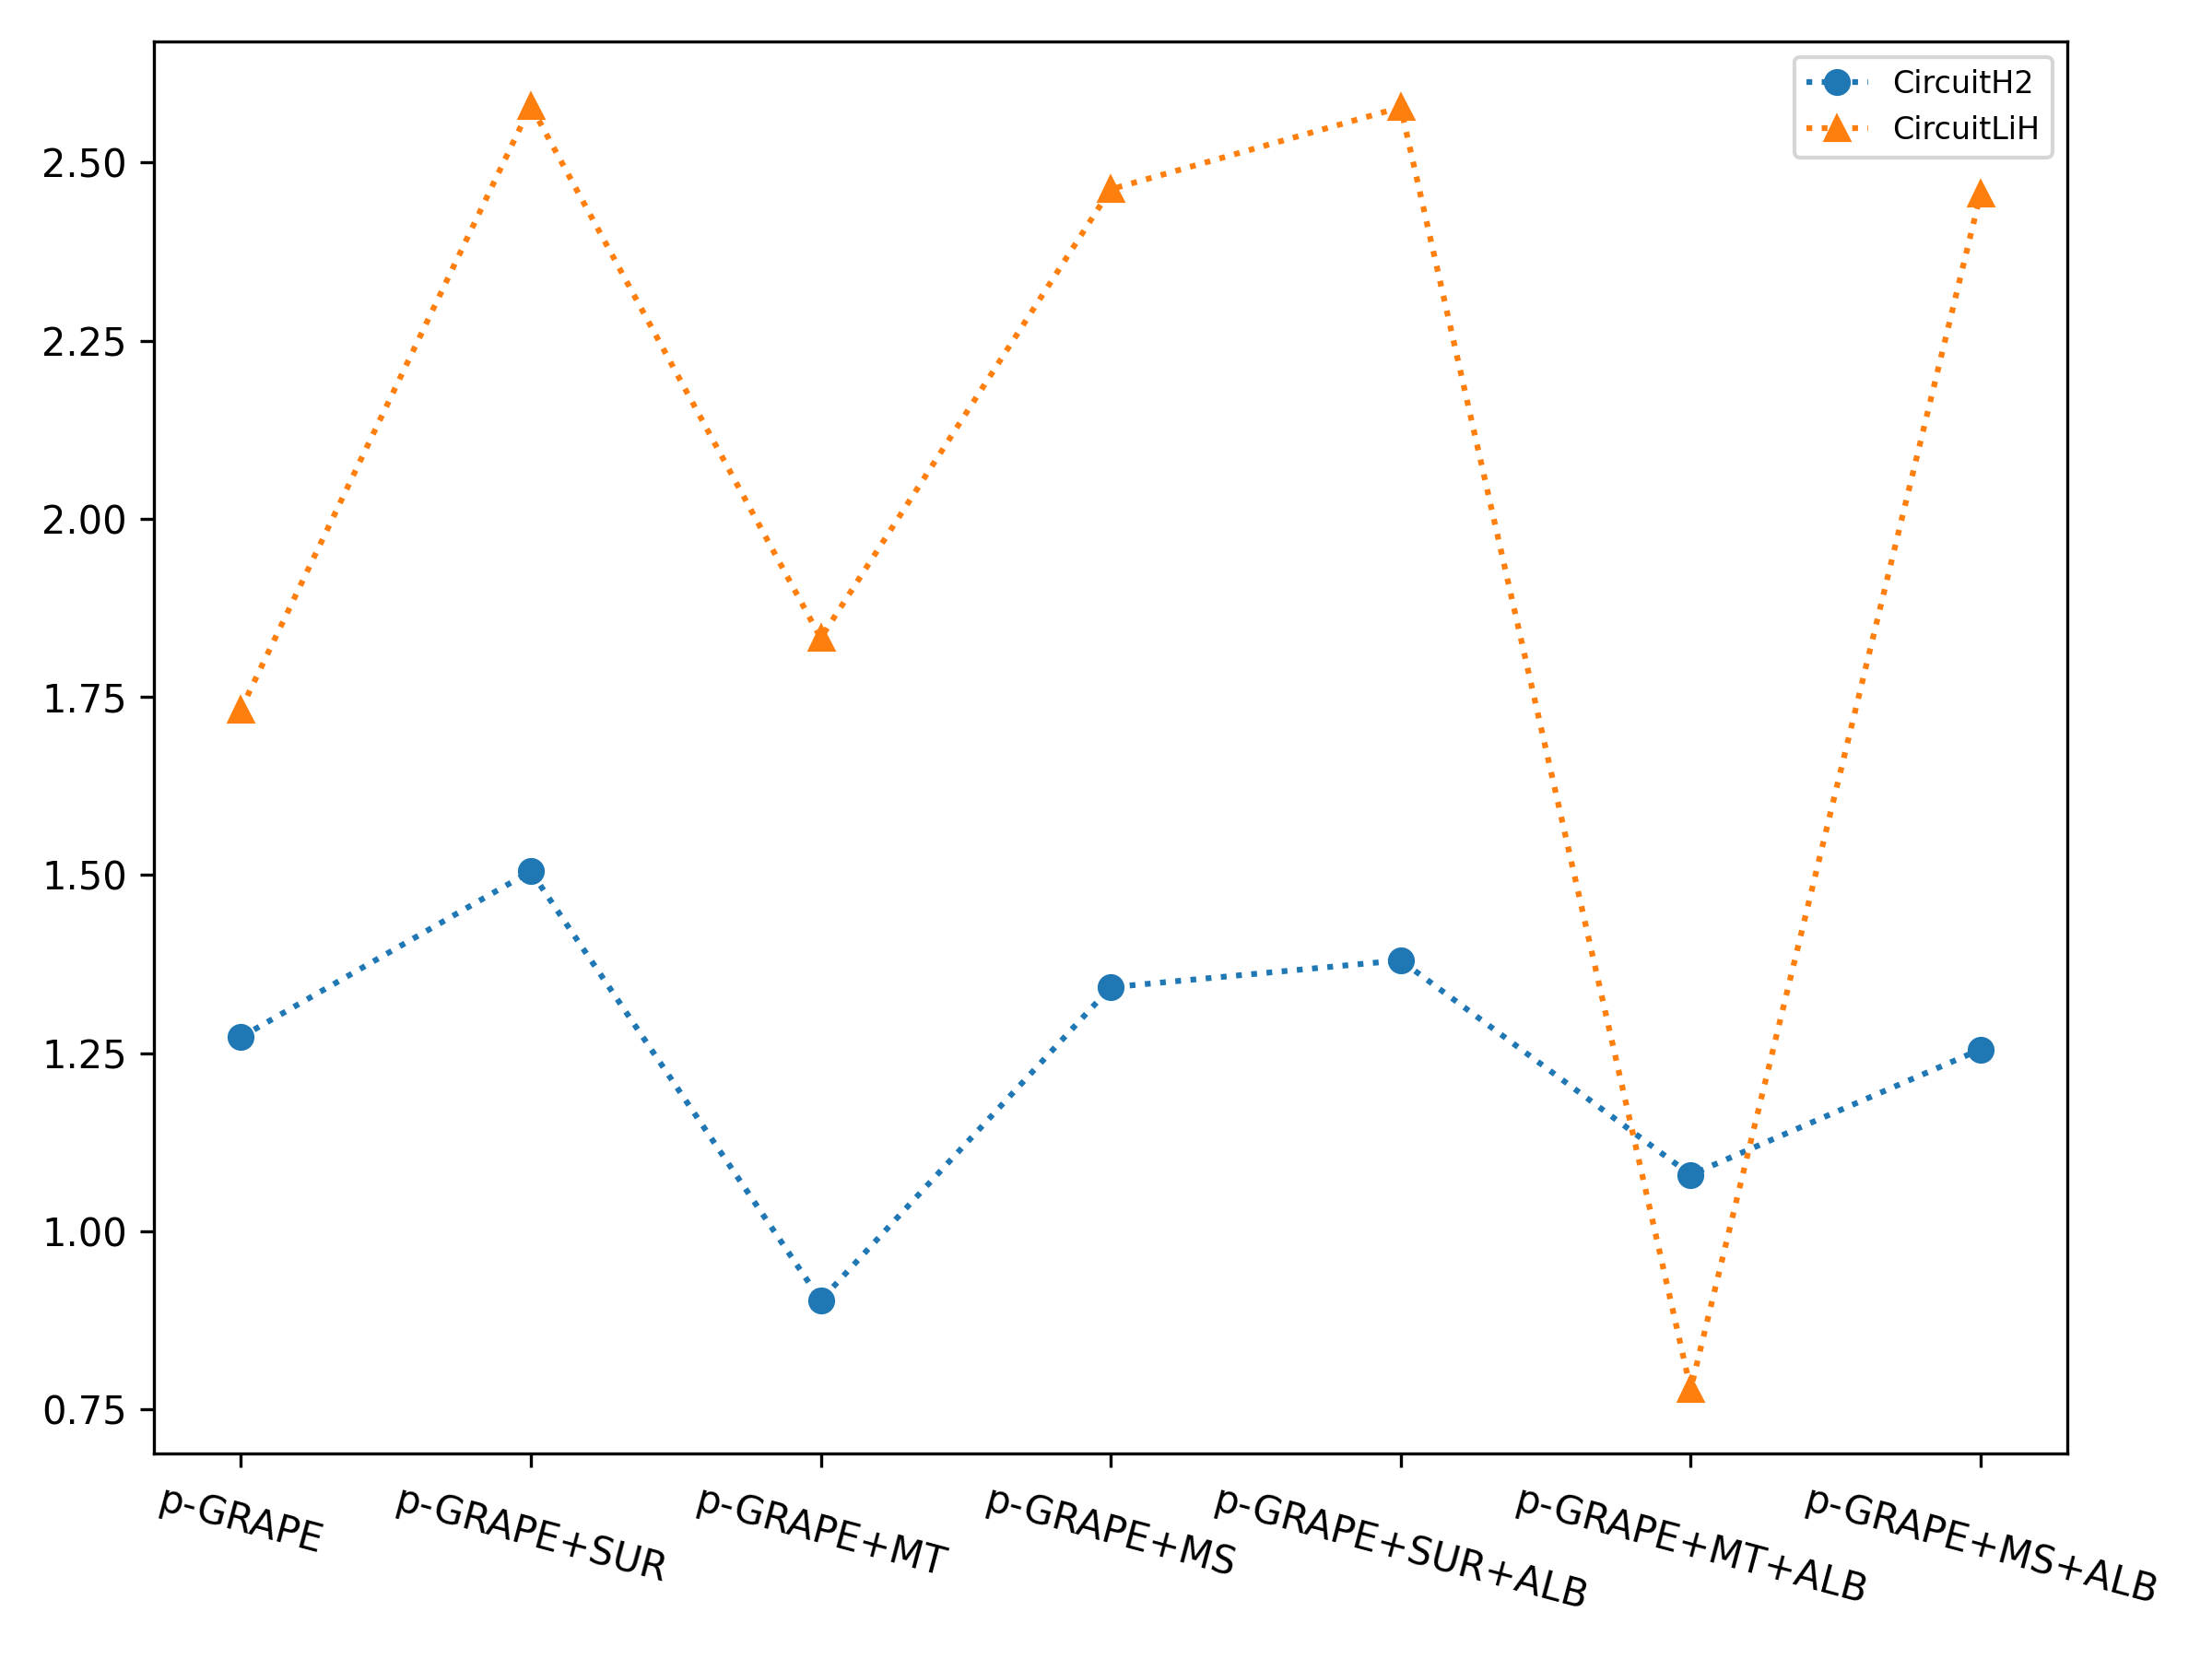 CircuitH2
CircuitLiH
2.50
2.25
2.00
1.75
1.50
1.25
1.00
0.75
p-GRAPE
p-GRAPE+SUR
p-GRAPE+MT
p-GRAPE+MS
p-GRAPE+SUR+ALB
p-GRAPE+MT+ALB
p-GRAPE+MS+ALB